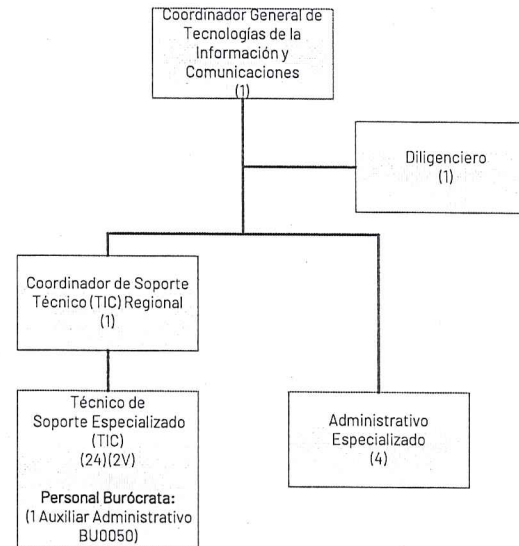 Coordinador General de
Tecnologías de la
Información y
Comunicaciones
(1)
Diligenciero
(1)
Coordinador de Soporte
Técnico (TIC) Regional
(1)
Técnico de
Soporte Especializado
(TIC)
(24)(2V)
Personal Burócrata:
(1 Auxiliar Administrativo
BU0050)
Administrativo
Especializado
(4)